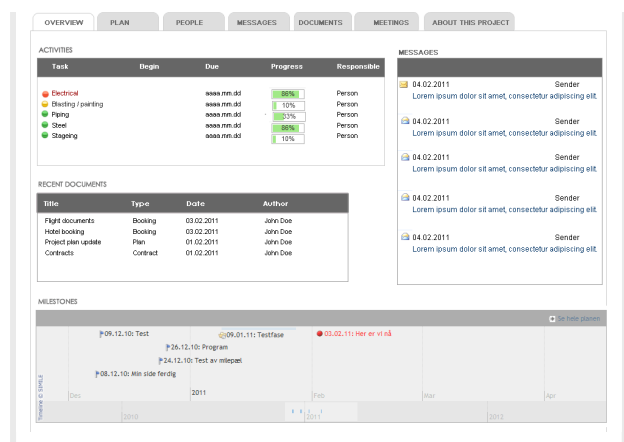 OVERVIEW PLAN PEOPLE MESSAGES DOCUMENTS MEETINGS ABOUT THIS PROJECT
ACTIVITIES
Task Begin Due Progress Responsible
Electrical aaaa.mm.dd 86% Person
Blasting / painting aaaa.mm.dd 10% Person
Piping aaaa.mm.dd 33% Person
Steel aaaa.mm.dd 86% Person
Stageing aaaa.mm.dd 10% Person
MESSAGES
04.02.2011 Sender
Lorem ipsum dolor sit amet, consectetur adipiscing elit.
04.02.2011 Sender
Lorem ipsum dolor sit amet, consectetur adipiscing elit.
04.02.2011 Sender
Lorem ipsum dolor sit amet, consectetur adipiscing elit.
04.02.2011 Sender
Lorem ipsum dolor sit amet, consectetur adipiscing elit.
04.02.2011 Sender
Lorem ipsum dolor sit amet, consectetur adipiscing elit.
RECENT DOCUMENTS
Title Type Date Author
Flight documents Booking 03.02.2011 John Doe
Hotel booking Booking 03.02.2011 John Doe
Project plan update Plan 01.02.2011 John Doe
Contracts Contract 01.02.2011 John Doe
MILESTONES
Se hele planen
09.12.10: Test 09.01.11: Testfase 03.02.11: Her er vi nå
26.12.10: Program
24.12.10: Test av milepæl
08.12.10: Min side ferdig
Dec 2011 Feb Mar Apr
2010 2011 2012
Timeline © SIMILE